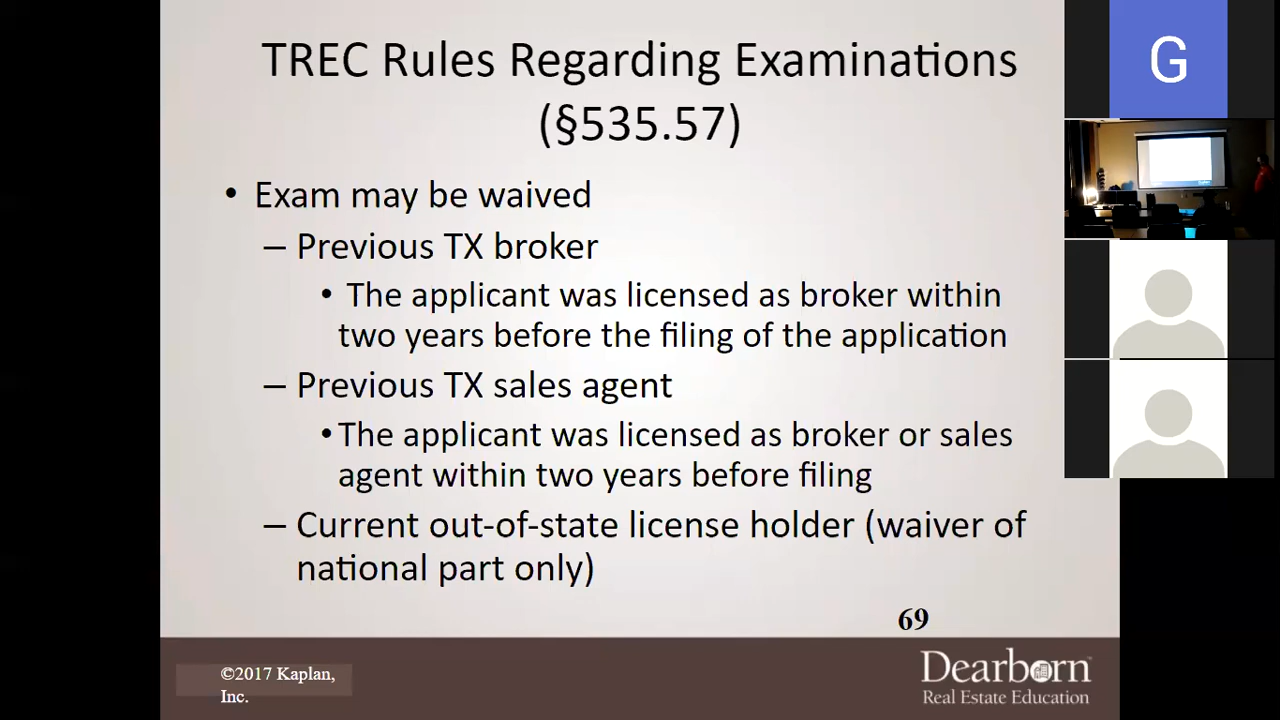 TREC Rules Regarding Examinations
(§535.57)
• Exam may be waived
– Previous TX broker
• The applicant was licensed as broker within
two years before the filing of the application
– Previous TX sales agent
• The applicant was licensed as broker or sales
agent within two years before filing
– Current out-of-state license holder (waiver of
national part only)
69
©2017 Kaplan,
Inc.
Dearborn
Real Estate Education
G